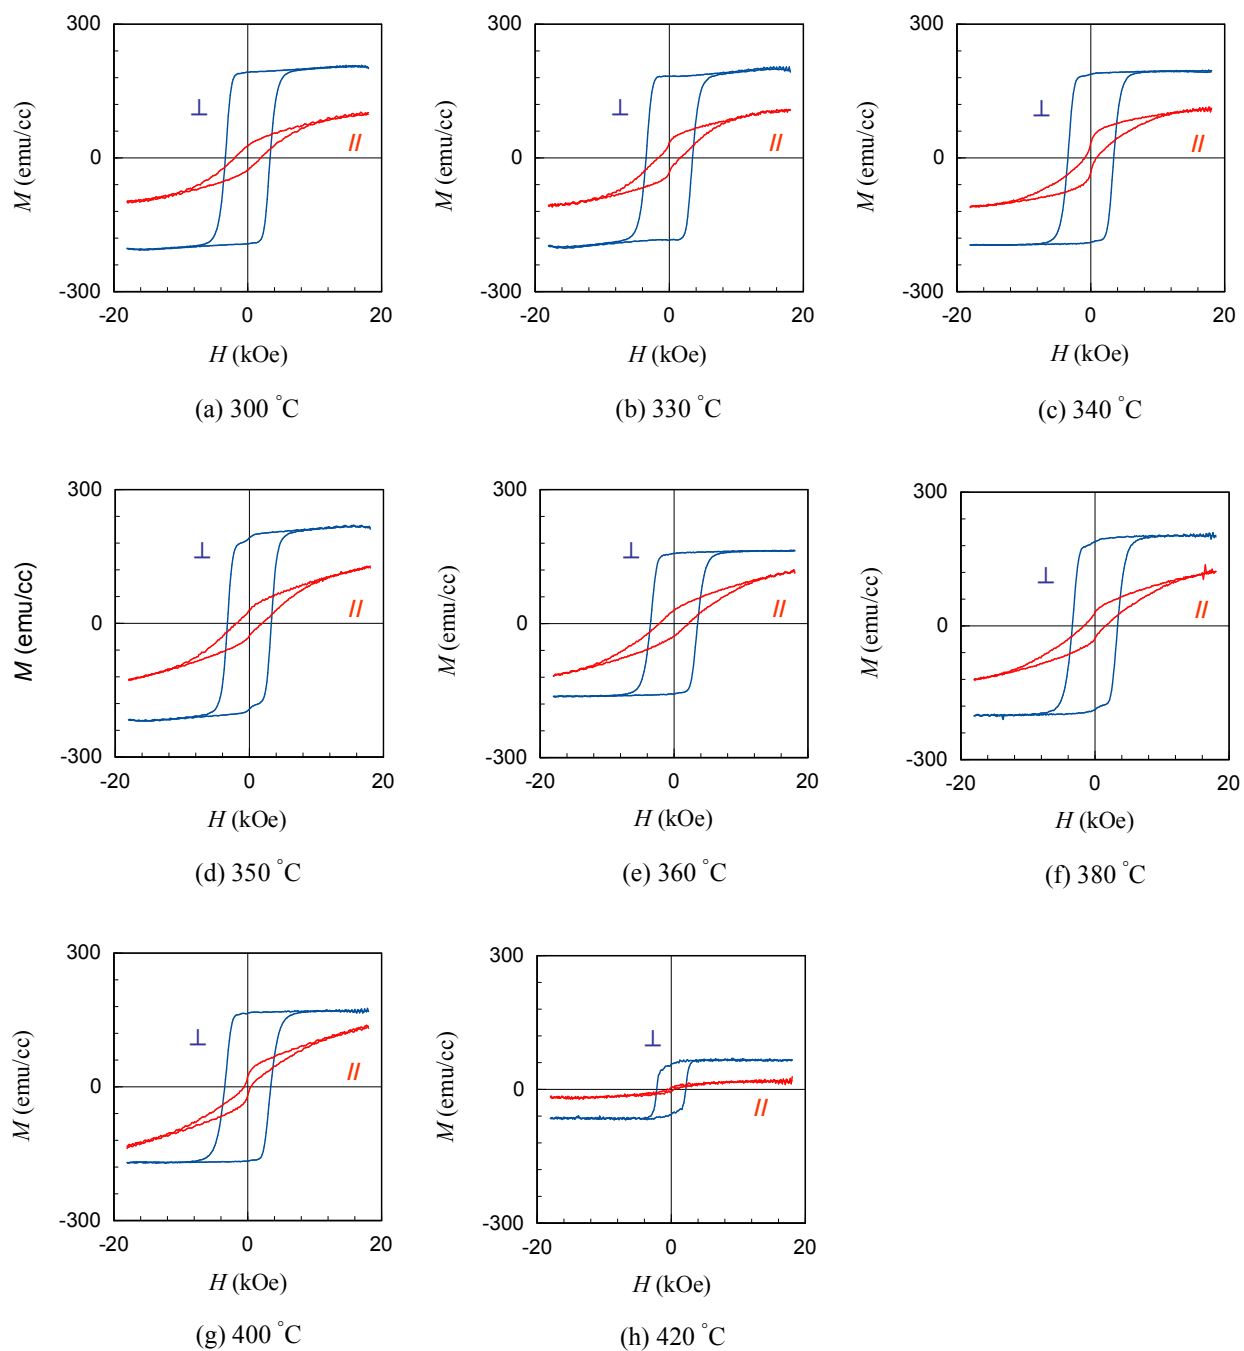 300
0
-300
-20
0
20
M (emu/cc)
H (kOe)
⊥
//
(a) 300 °C
300
0
-300
-20
0
20
M (emu/cc)
H (kOe)
⊥
//
(b) 330 °C
300
0
-300
-20
0
20
M (emu/cc)
H (kOe)
⊥
//
(c) 340 °C
300
0
-300
-20
0
20
M (emu/cc)
H (kOe)
⊥
//
(d) 350 °C
300
0
-300
-20
0
20
M (emu/cc)
H (kOe)
⊥
//
(e) 360 °C
300
0
-300
-20
0
20
M (emu/cc)
H (kOe)
⊥
//
(f) 380 °C
300
0
-300
-20
0
20
M (emu/cc)
H (kOe)
⊥
//
(g) 400 °C
300
0
-300
-20
0
20
M (emu/cc)
H (kOe)
⊥
//
(h) 420 °C